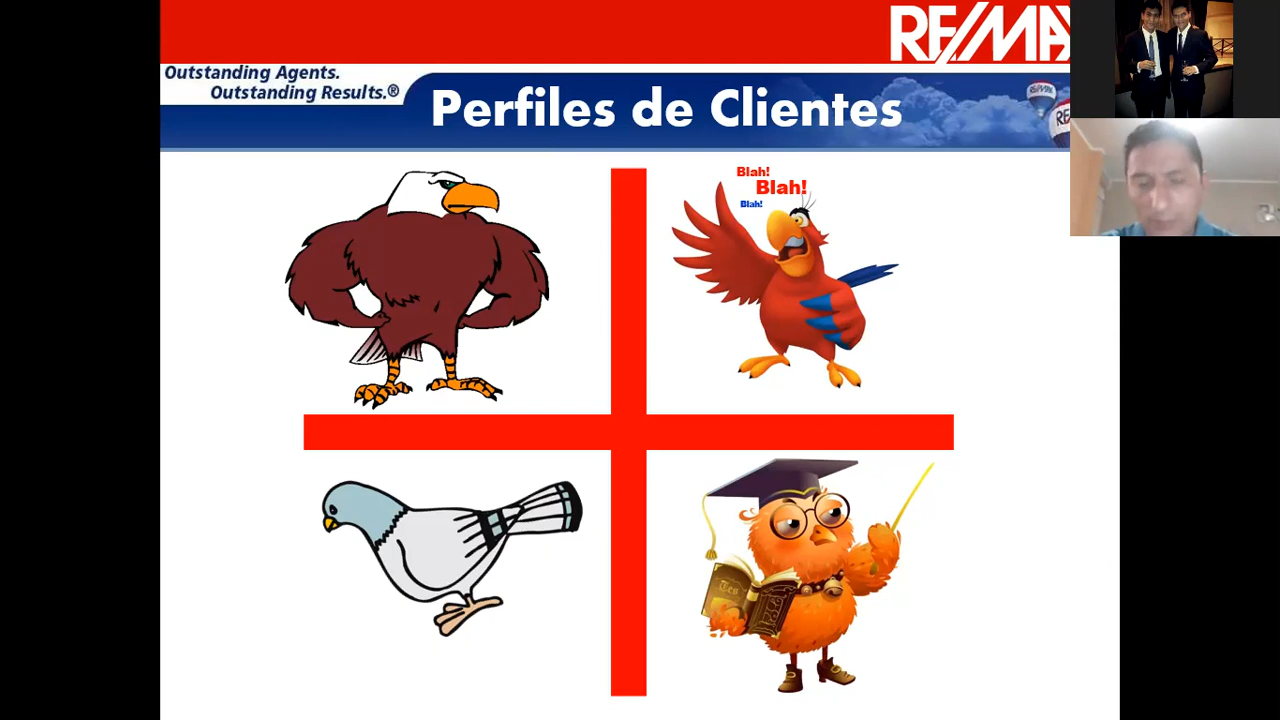 RE/MAX
Outstanding Agents.
Outstanding Results.®
Perfiles de Clientes
Blah!
Blah!
Blah!